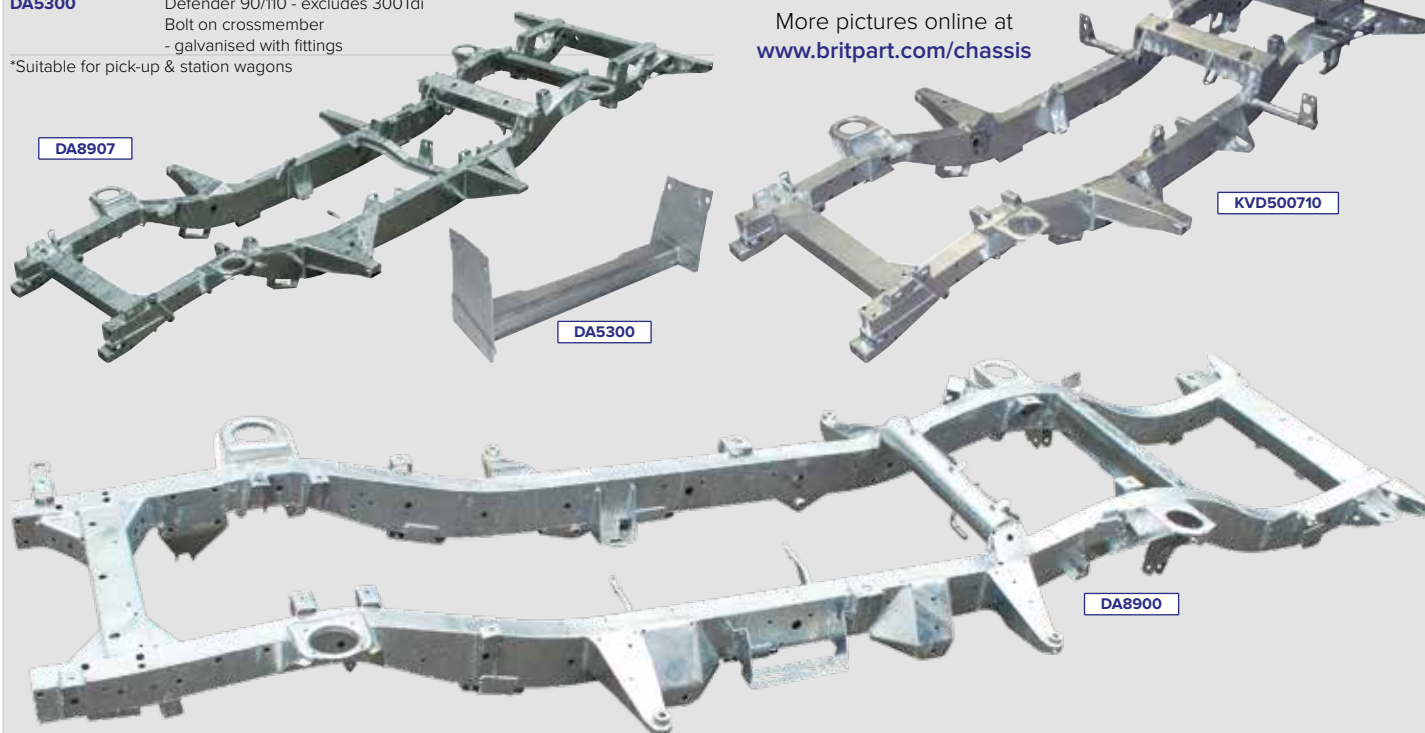 DA5300 Defender 90/110 - excludes 300Tdi
Bolt on crossmember
- galvanised with fittings
*Suitable for pick-up & station wagons
More pictures online at
www.britpart.com/chassis
DA8907
KVD500710
DA5300
DA8900